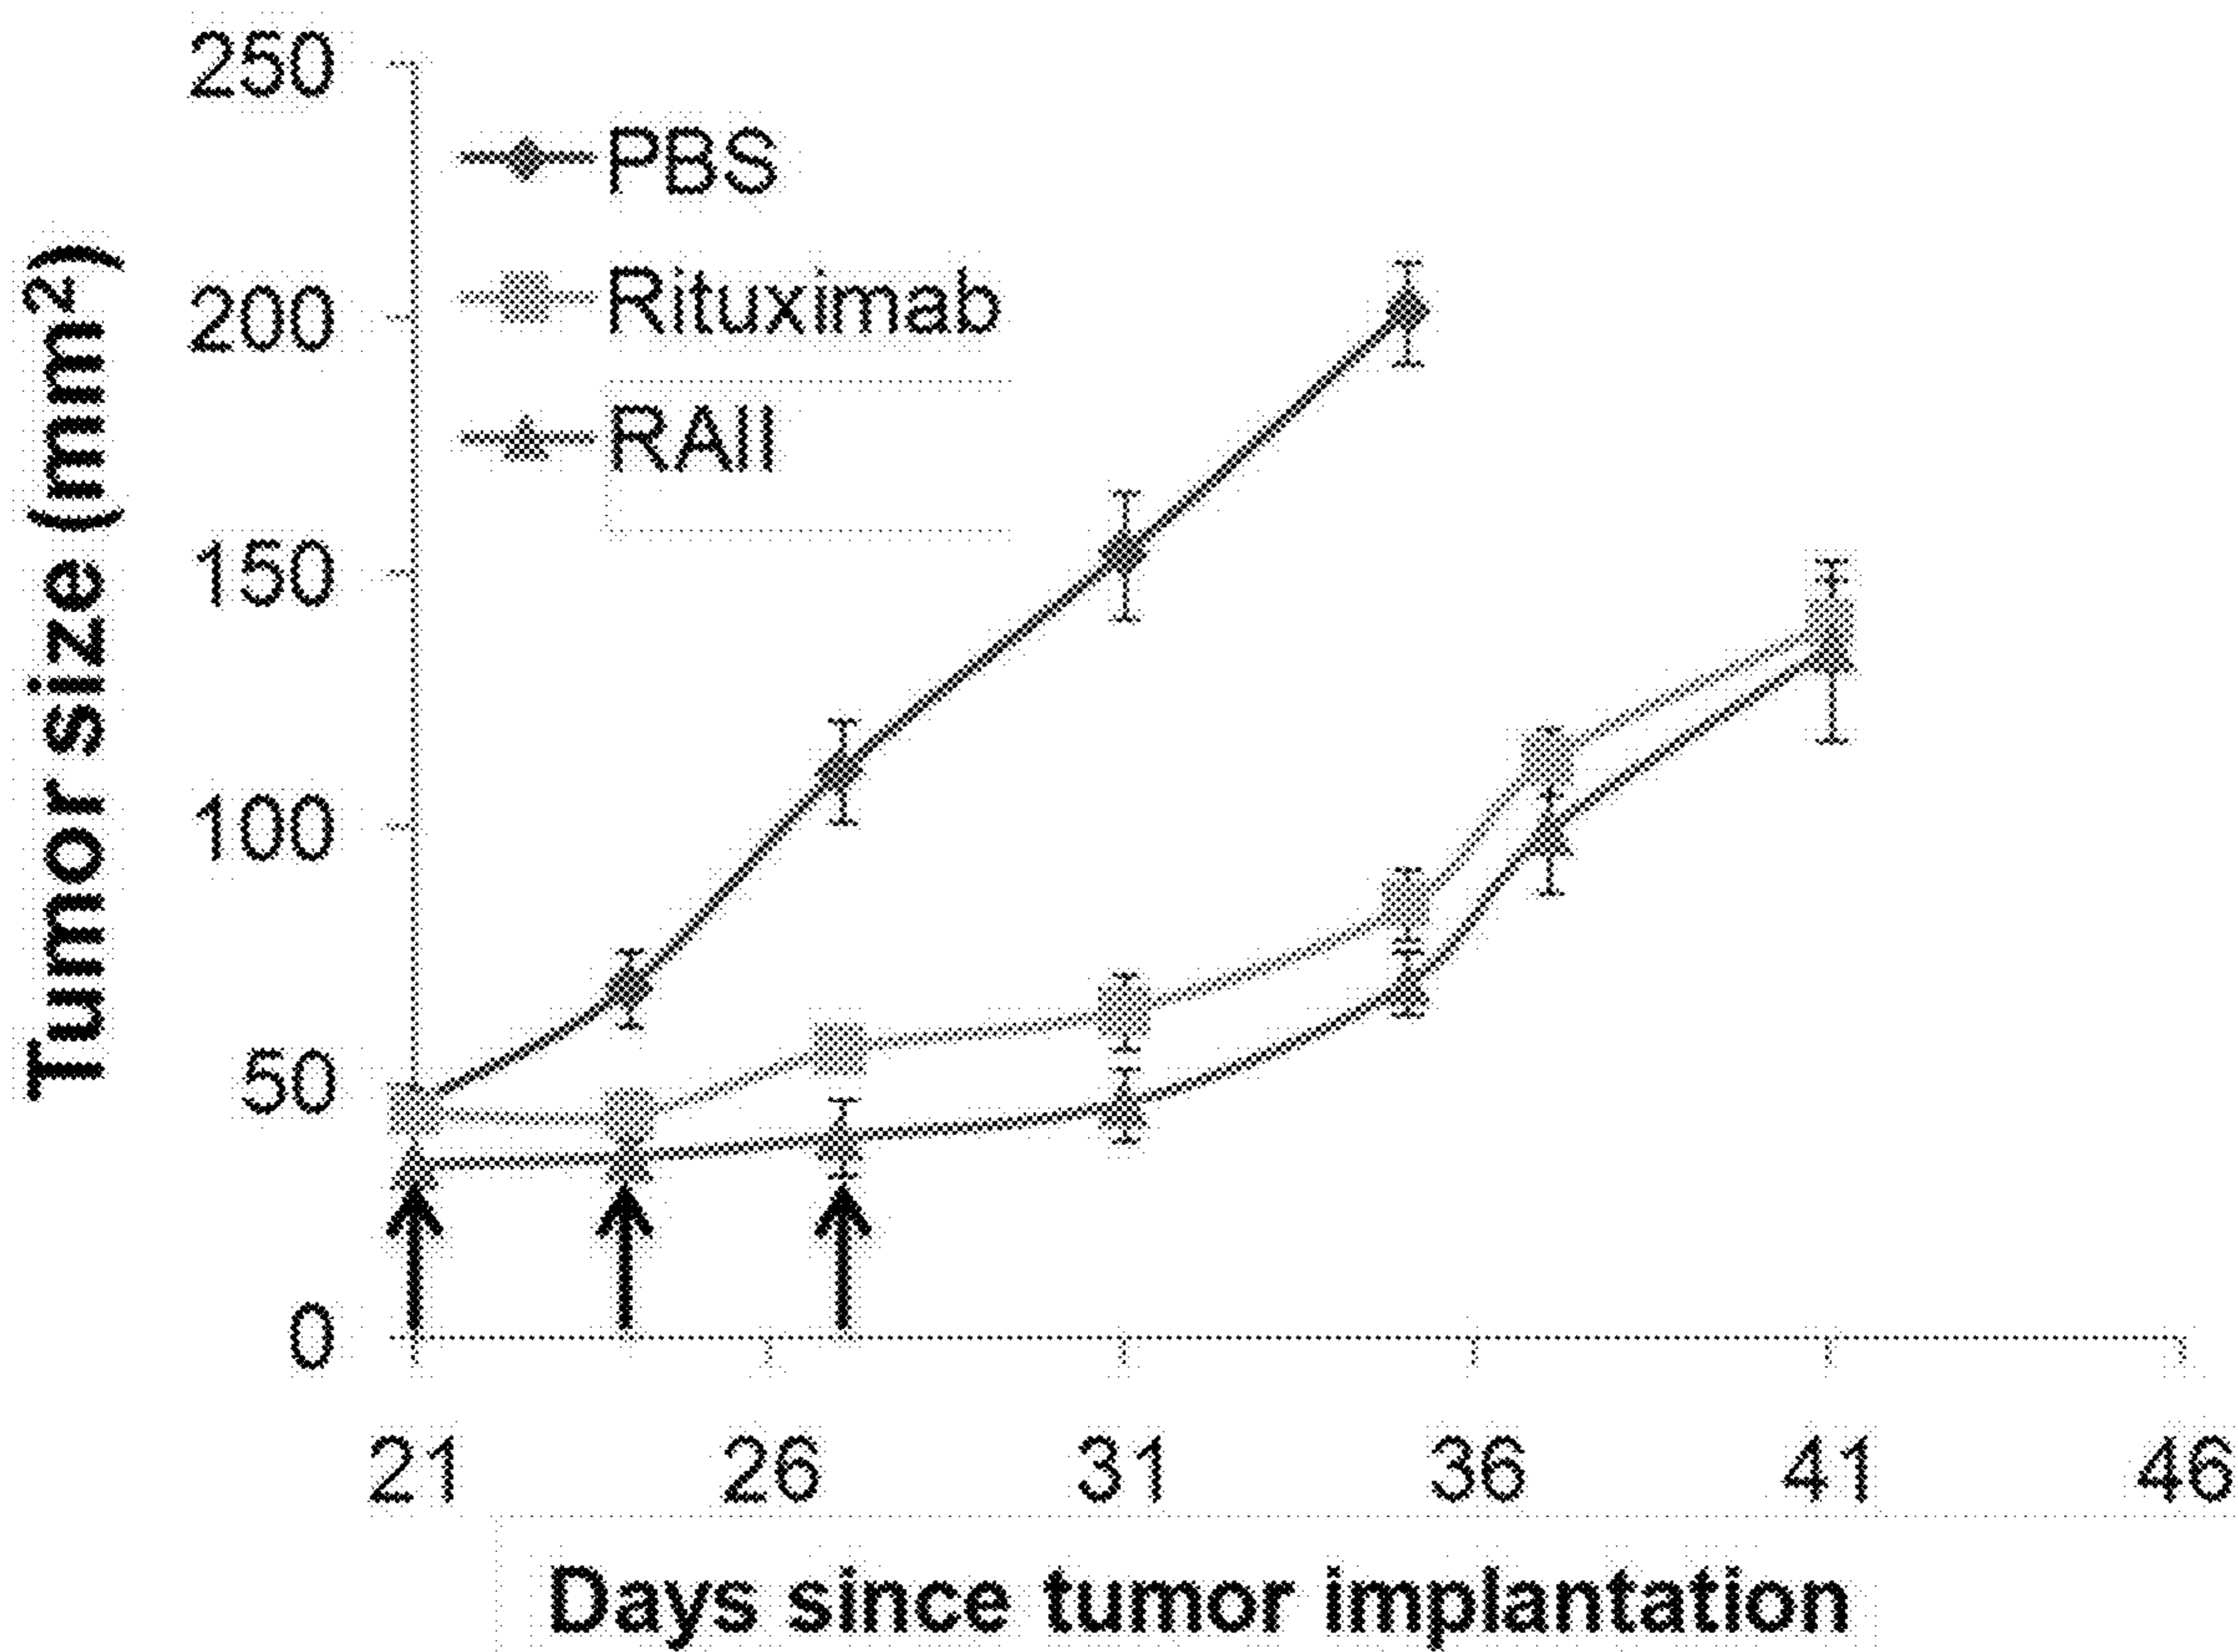 Tumor size (mm²)
250
200
150
100
50
0
PBS
Rituximab
RAII
21 26 31 36 41 46
Days since tumor implantation